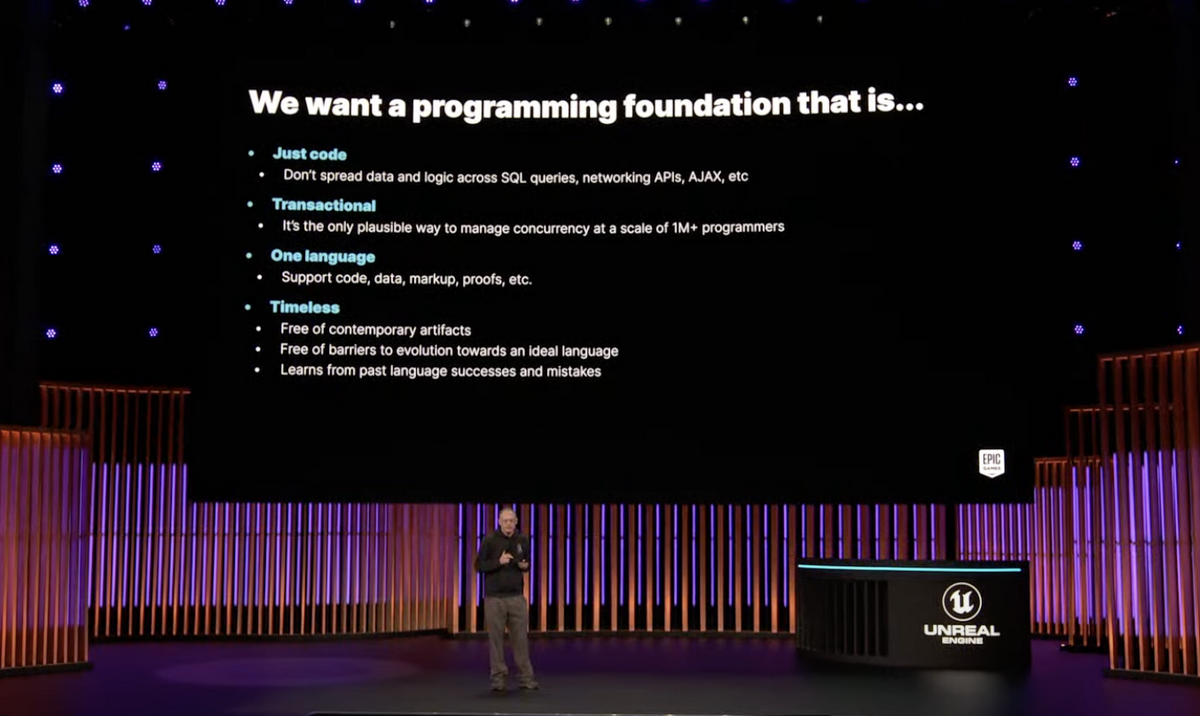 We want a programming foundation that is...
• Just code
• Don't spread data and logic across SQL queries, networking APIs, AJAX, etc
• Transactional
• It's the only plausible way to manage concurrency at a scale of 1M+ programmers
• One language
• Support code, data, markup, proofs, etc.
• Timeless
• Free of contemporary artifacts
• Free of barriers to evolution towards an ideal language
• Learns from past language successes and mistakes
EPIC
GAMES
UNREAL
ENGINE